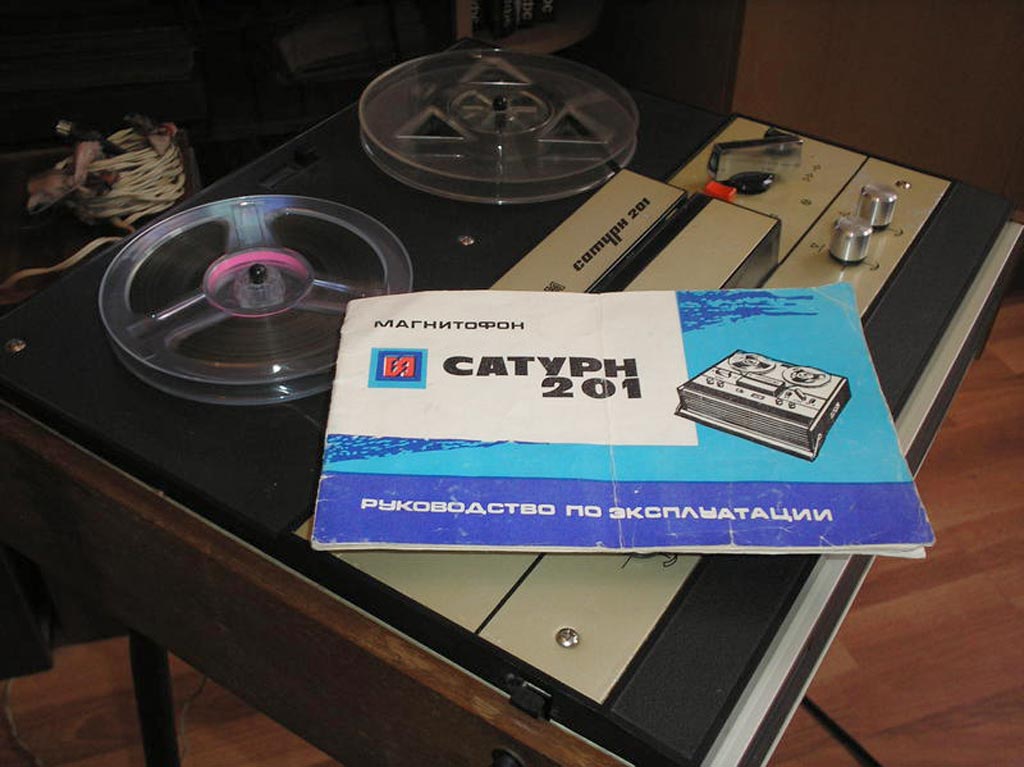 сатурн 201
МАГНИТОФОН
САТУРН
201
РУКОВОДСТВО ПО ЭКСПЛУАТАЦИИ